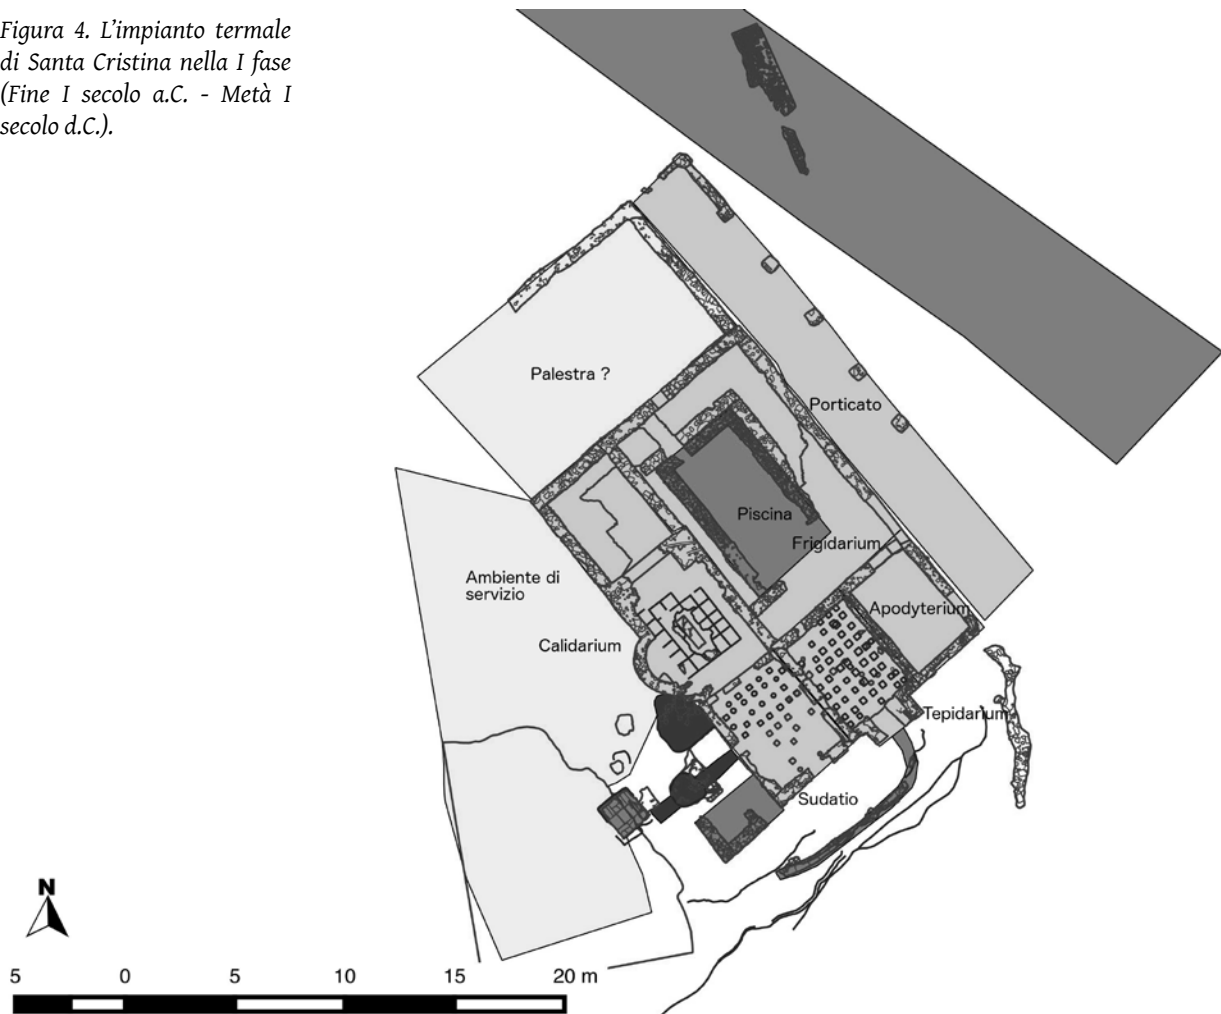 Figura 4. L'impianto termale
di Santa Cristina nella I fase
(Fine I secolo a.C. - Metà I
secolo d.C.).
Palestra ?
Porticato
Piscina
Frigidarium
Ambiente di
servizio
Apodyterium
Calidarium
Tepidarium
Sudatio
N
5 0 5 10 15 20 m